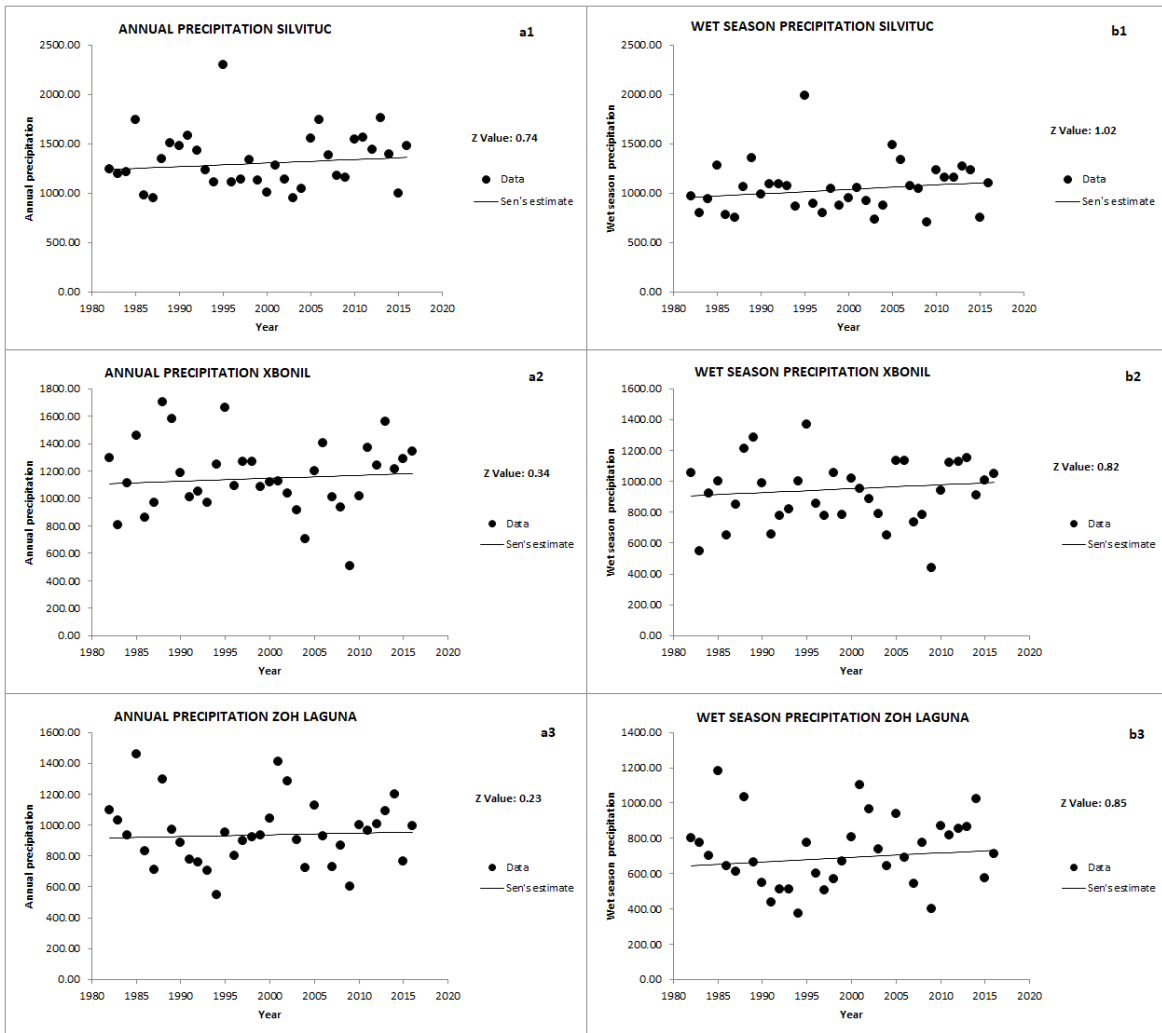 ANNUAL PRECIPITATION SILVITUC
a1
Annual precipitation
2500.00
2000.00
1500.00
1000.00
500.00
0.00
1980 1985 1990 1995 2000 2005 2010 2015 2020
Year
Z Value: 0.74
Data
Sen's estimate
WET SEASON PRECIPITATION SILVITUC
b1
Wet season precipitation
2500.00
2000.00
1500.00
1000.00
500.00
0.00
1980 1985 1990 1995 2000 2005 2010 2015 2020
Year
Z Value: 1.02
Data
Sen's estimate
ANNUAL PRECIPITATION XBONIL
a2
Annual precipitation
1800.00
1600.00
1400.00
1200.00
1000.00
800.00
600.00
400.00
200.00
0.00
1980 1985 1990 1995 2000 2005 2010 2015 2020
Year
Z Value: 0.34
Data
Sen's estimate
WET SEASON PRECIPITATION XBONIL
b2
Wet season precipitation
1600.00
1400.00
1200.00
1000.00
800.00
600.00
400.00
200.00
0.00
1980 1985 1990 1995 2000 2005 2010 2015 2020
Year
Z Value: 0.82
Data
Sen's estimate
ANNUAL PRECIPITATION ZOH LAGUNA
a3
Annual precipitation
1600.00
1400.00
1200.00
1000.00
800.00
600.00
400.00
200.00
0.00
1980 1985 1990 1995 2000 2005 2010 2015 2020
Year
Z Value: 0.23
Data
Sen's estimate
WET SEASON PRECIPITATION ZOH LAGUNA
b3
Wet season precipitation
1400.00
1200.00
1000.00
800.00
600.00
400.00
200.00
0.00
1980 1985 1990 1995 2000 2005 2010 2015 2020
Year
Z Value: 0.85
Data
Sen's estimate